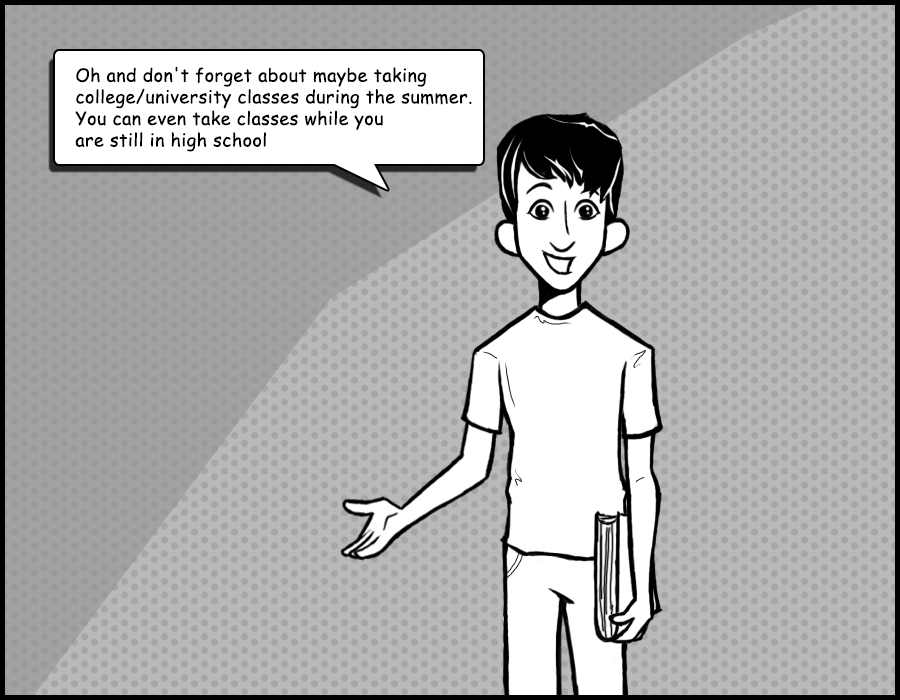 Oh and don't forget about maybe taking
college/university classes during the summer.
You can even take classes while you
are still in high school